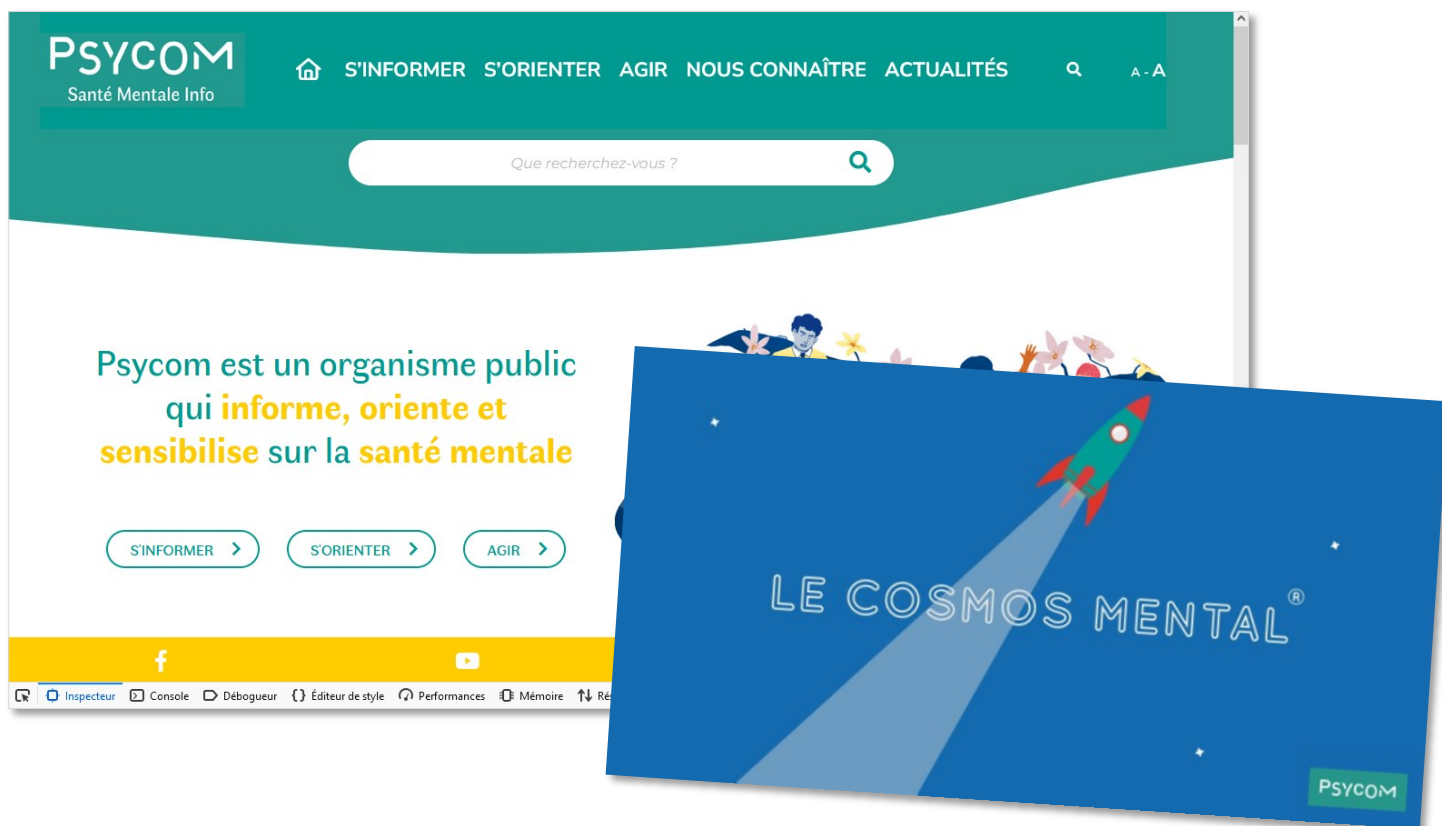 PSYCOM
Santé Mentale Info
S'INFORMER S'ORIENTER AGIR NOUS CONNAÎTRE ACTUALITÉS
A - A
Que recherchez-vous ?
Psycom est un organisme public
qui informe, oriente et
sensibilise sur la santé mentale
S'INFORMER
S'ORIENTER
AGIR
Inspecteur Console Débogueur {} Éditeur de style Performances Mémoire
LE COSMOS MENTAL®
PSYCOM